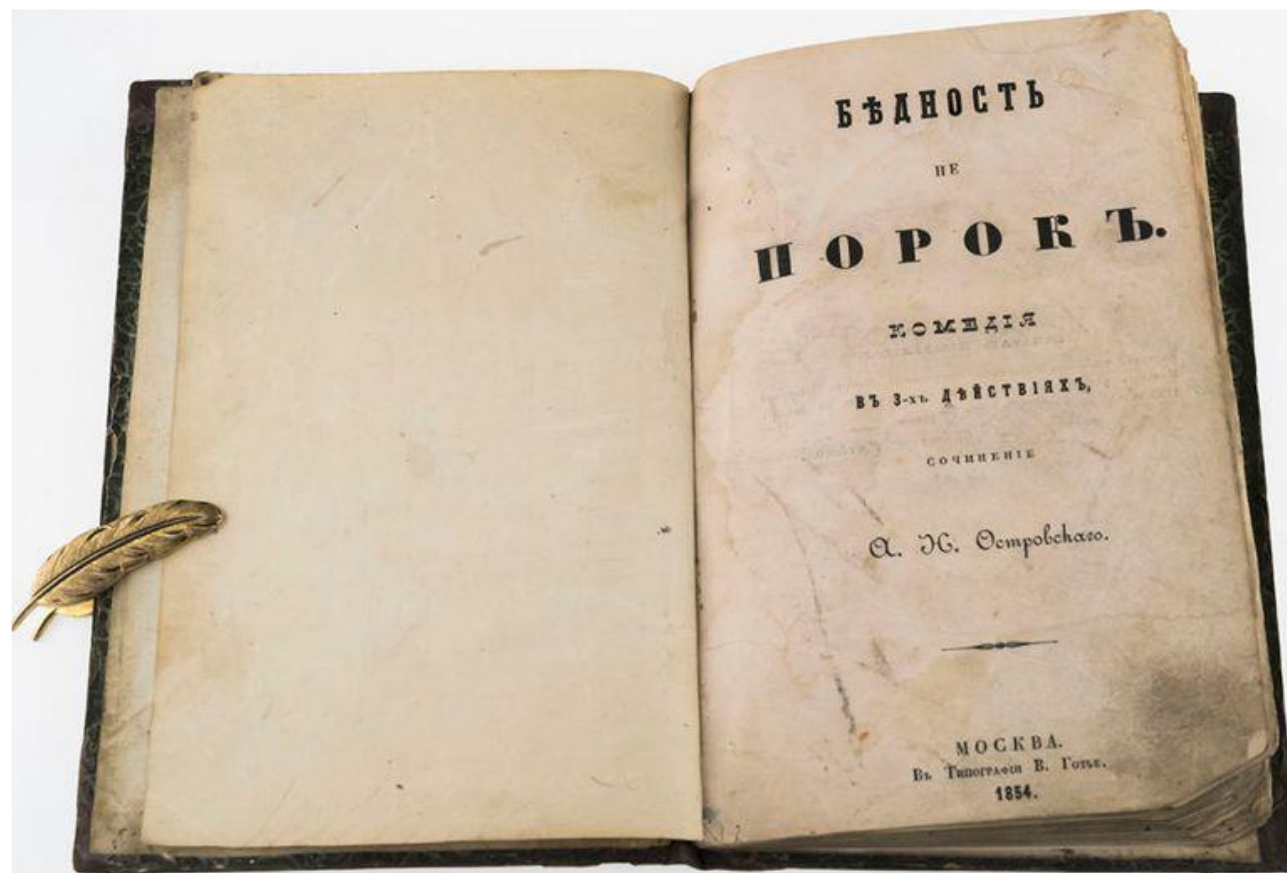 БѢДНОСТЬ
НЕ
ПОРОКЪ.
КОМЕДІЯ
ВЪ 3-хъ ДѢЙСТВІЯХЪ,
СОЧИНЕНІЕ
А. Н. Островскаго.
МОСКВА.
Въ Типографіи В. Готье.
1854.